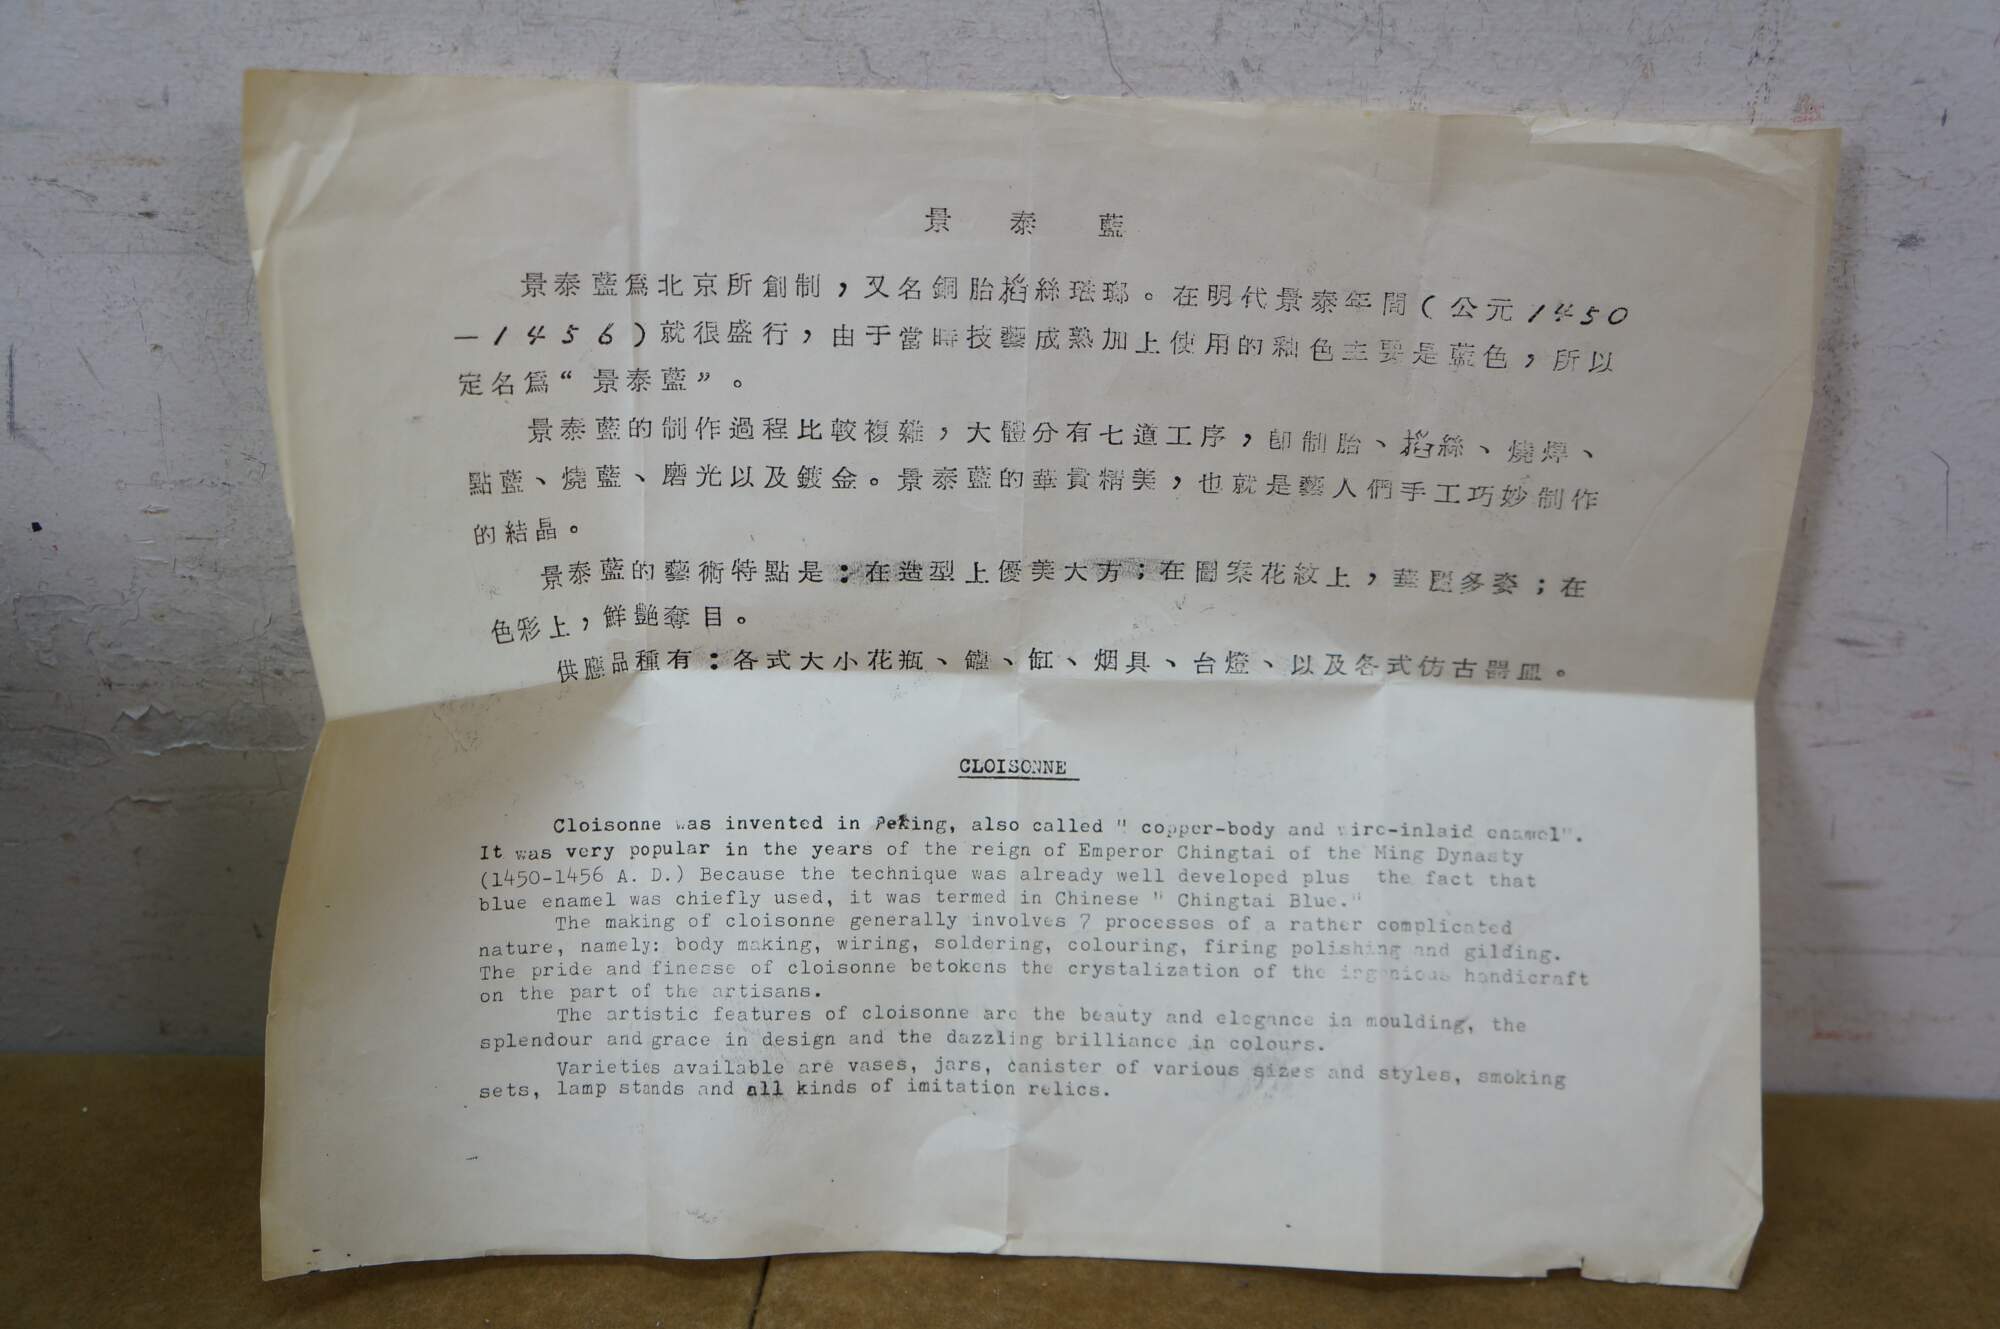 景泰藍
景泰藍爲北京所創制，又名銅胎掐絲琺瑯。在明代景泰年間(公元1450
—1456)就很盛行，由于當時技藝成熟加上使用的釉色主要是藍色，所以
定名爲“景泰藍”。
景泰藍的制作過程比較複雜，大體分有七道工序，卽制胎、掐絲、燒焊、
點藍、燒藍、磨光以及鍍金。景泰藍的華貴精美，也就是藝人們手工巧妙制作
的結晶。
景泰藍的藝術特點是：在造型上優美大方；在圖案花紋上，華麗多姿；在
色彩上，鮮艷奪目。
供應品種有：各式大小花瓶、罐、缸、烟具、台燈、以及各式仿古器皿。
CLOISONNE
Cloisonne was invented in Peking, also called " copper-body and wire-inlaid enamel".
It was very popular in the years of the reign of Emperor Chingtai of the Ming Dynasty
(1450-1456 A. D.) Because the technique was already well developed plus the fact that
blue enamel was chiefly used, it was termed in Chinese " Chingtai Blue."
The making of cloisonne generally involves 7 processes of a rather complicated
nature, namely: body making, wiring, soldering, colouring, firing polishing and gilding.
The pride and finesse of cloisonne betokens the crystalization of the ingenious handicraft
on the part of the artisans.
The artistic features of cloisonne are the beauty and elegance in moulding, the
splendour and grace in design and the dazzling brilliance in colours.
Varieties available are vases, jars, canister of various sizes and styles, smoking
sets, lamp stands and all kinds of imitation relics.